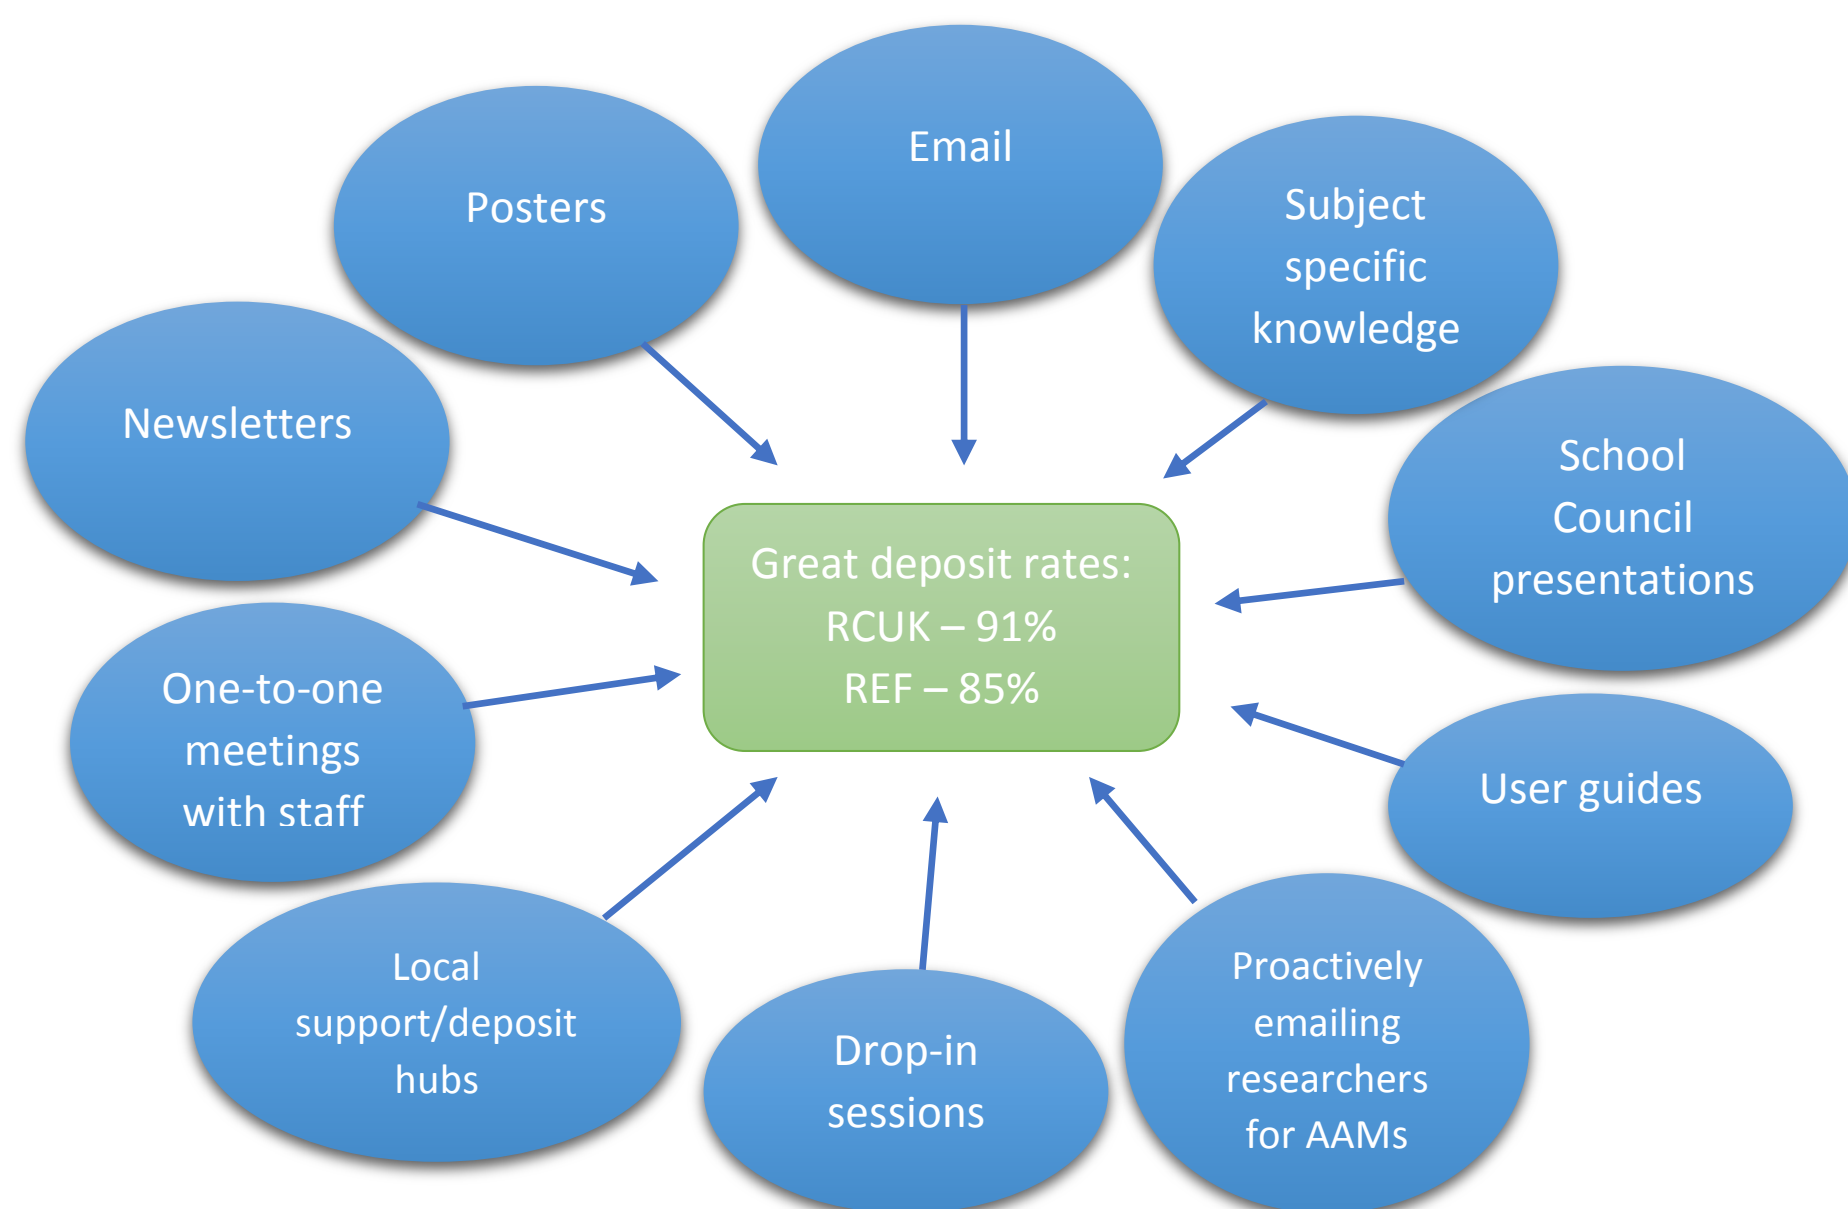 Email
Posters
Subject
specific
knowledge
Newsletters
School
Council
presentations
Great deposit rates:
RCUK – 91%
REF – 85%
One-to-one
meetings
with staff
User guides
Local
support/deposit
hubs
Drop-in
sessions
Proactively
emailing
researchers
for AAMs